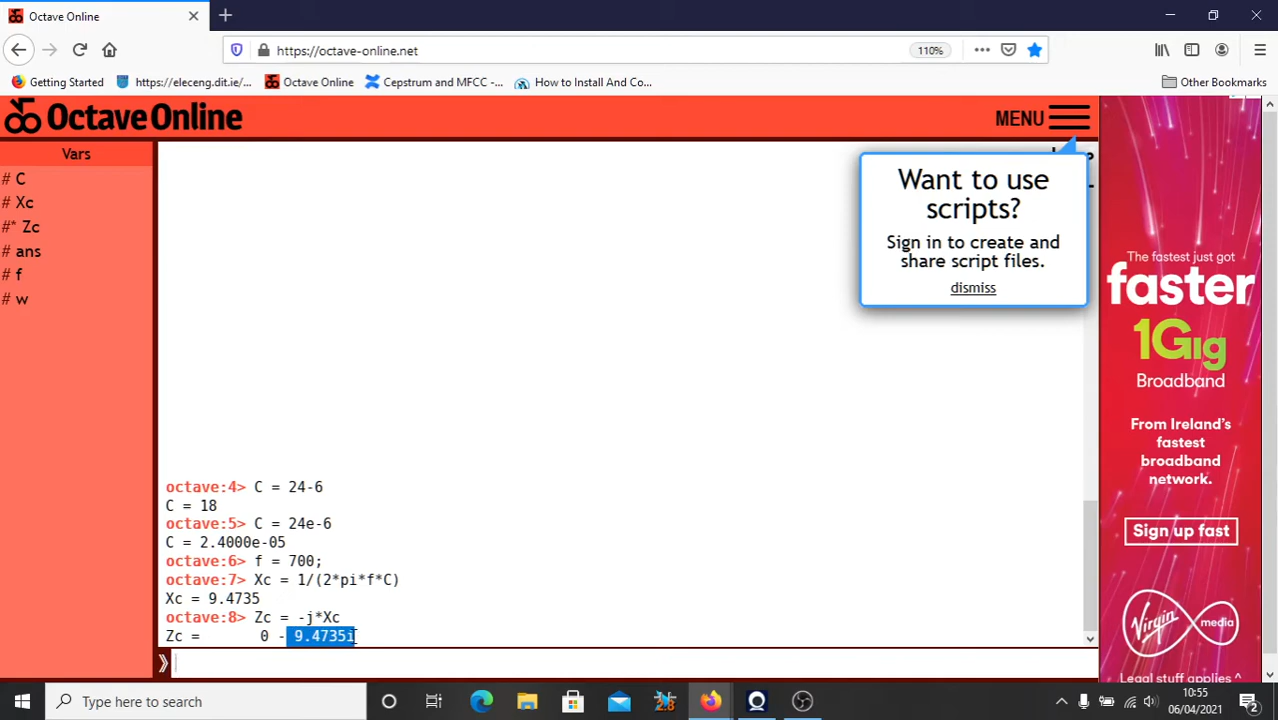 Octave Online
https://octave-online.net
110%
Getting Started
https://eleceng.dit.ie/...
Octave Online
Cepstrum and MFCC -...
How to Install And Co...
Other Bookmarks
Octave Online
MENU
Vars
# C
# Xc
#* Zc
# ans
# f
# w
Want to use
scripts?
Sign in to create and
share script files.
dismiss
octave:4> C = 24-6
C = 18
octave:5> C = 24e-6
C = 2.4000e-05
octave:6> f = 700;
octave:7> Xc = 1/(2*pi*f*C)
Xc = 9.4735
octave:8> Zc = -j*Xc
Zc = 0 - 9.4735i
The fastest just got
faster
1Gig
Broadband
From Ireland's
fastest
broadband
network.
Sign up fast
Virgin media
Legal stuff applies
Type here to search
2.8
10:55
06/04/2021
2